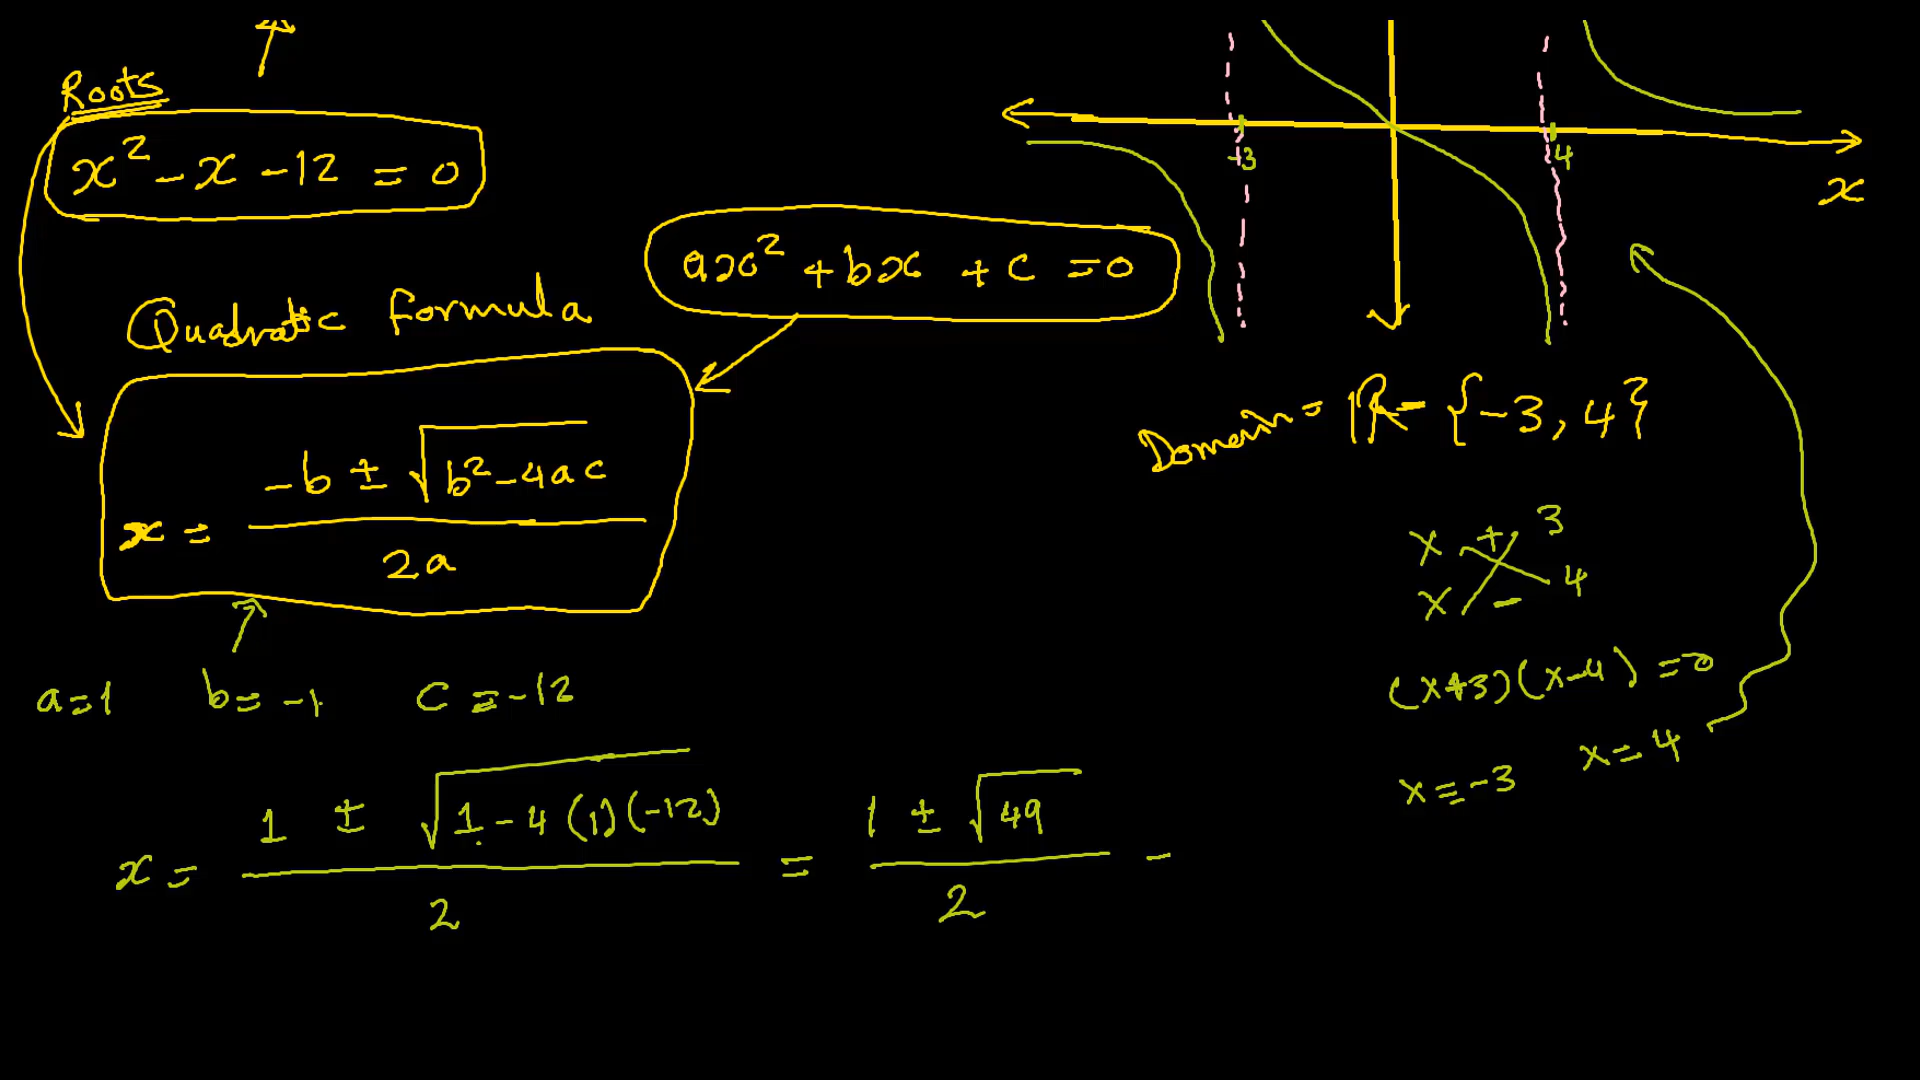 Roots
x² - x - 12 = 0
Quadratic formula
ax² + bx + c = 0
x = (-b ± √(b² - 4ac)) / 2a
a = 1 b = -1 c = -12
x = (1 ± √(1 - 4(1)(-12))) / 2 = (1 ± √49) / 2 -
-3 4
x
Domain = ℝ - {-3, 4}
x + 3
x - 4
(x+3)(x-4) = 0
x = -3 x = 4